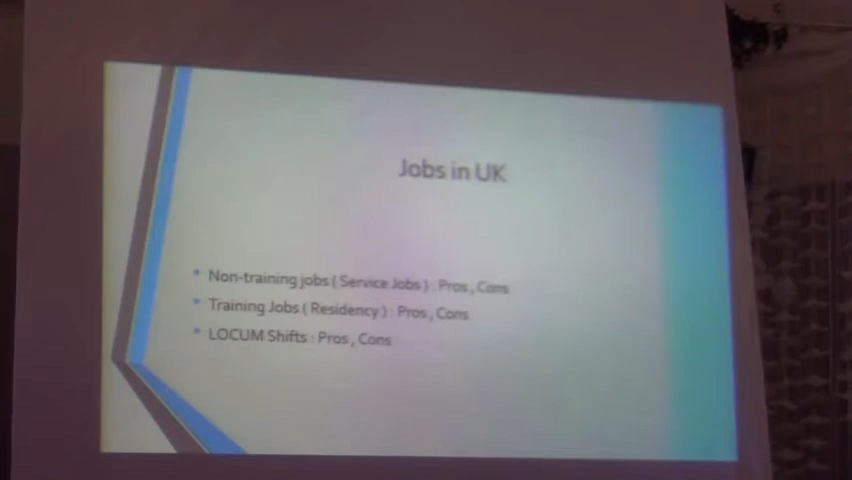 Jobs in UK
• Non-training jobs ( Service Jobs ) : Pros , Cons
• Training Jobs ( Residency ) : Pros , Cons
• LOCUM Shifts : Pros , Cons